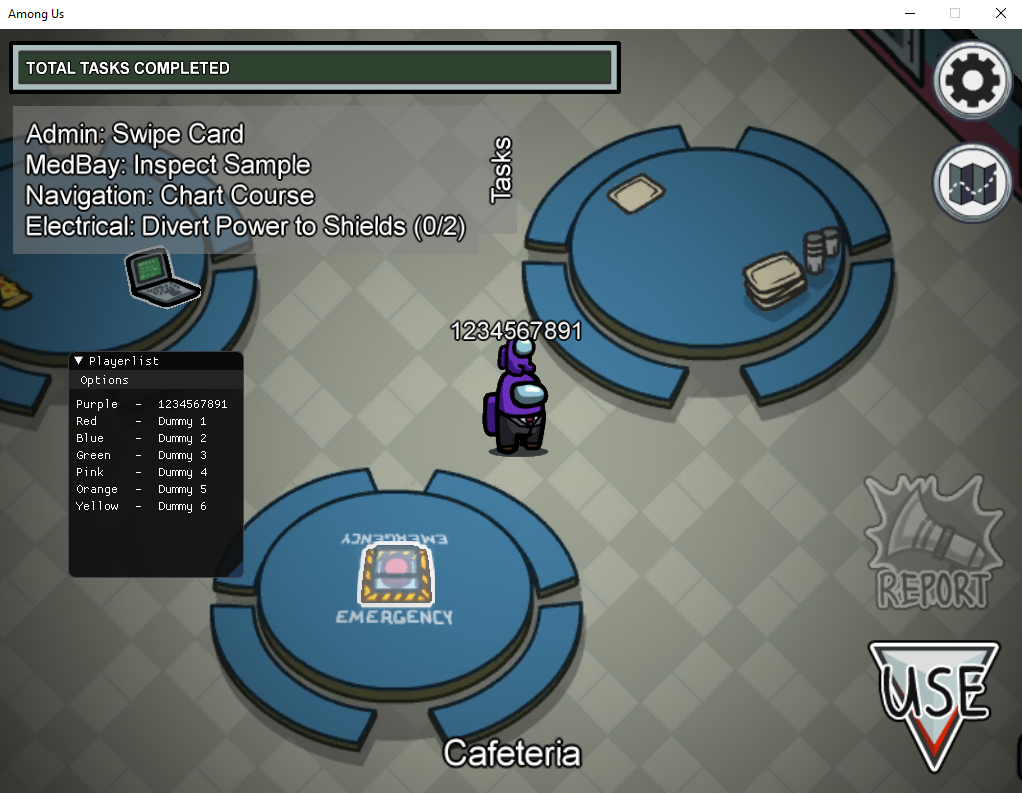 Among Us
TOTAL TASKS COMPLETED
Admin: Swipe Card
MedBay: Inspect Sample
Navigation: Chart Course
Electrical: Divert Power to Shields (0/2)
Tasks
1234567891
Playerlist
Options
Purple - 1234567891
Red - Dummy 1
Blue - Dummy 2
Green - Dummy 3
Pink - Dummy 4
Orange - Dummy 5
Yellow - Dummy 6
EMERGENCY
EMERGENCY
REPORT
USE
Cafeteria